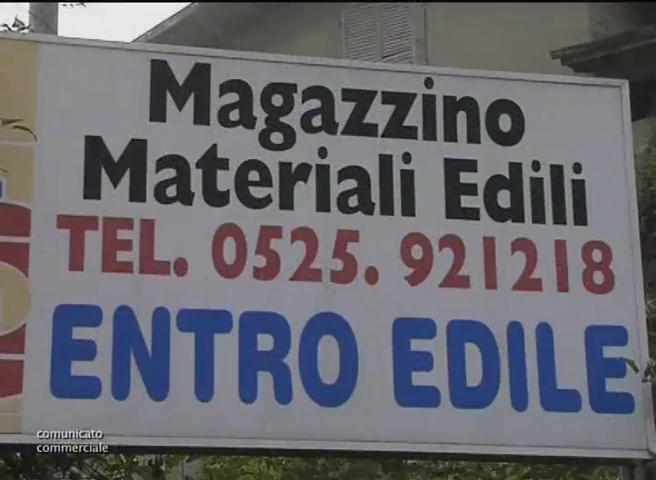 Magazzino
Materiali Edili
TEL. 0525. 921218
ENTRO EDILE
comunicato
commerciale